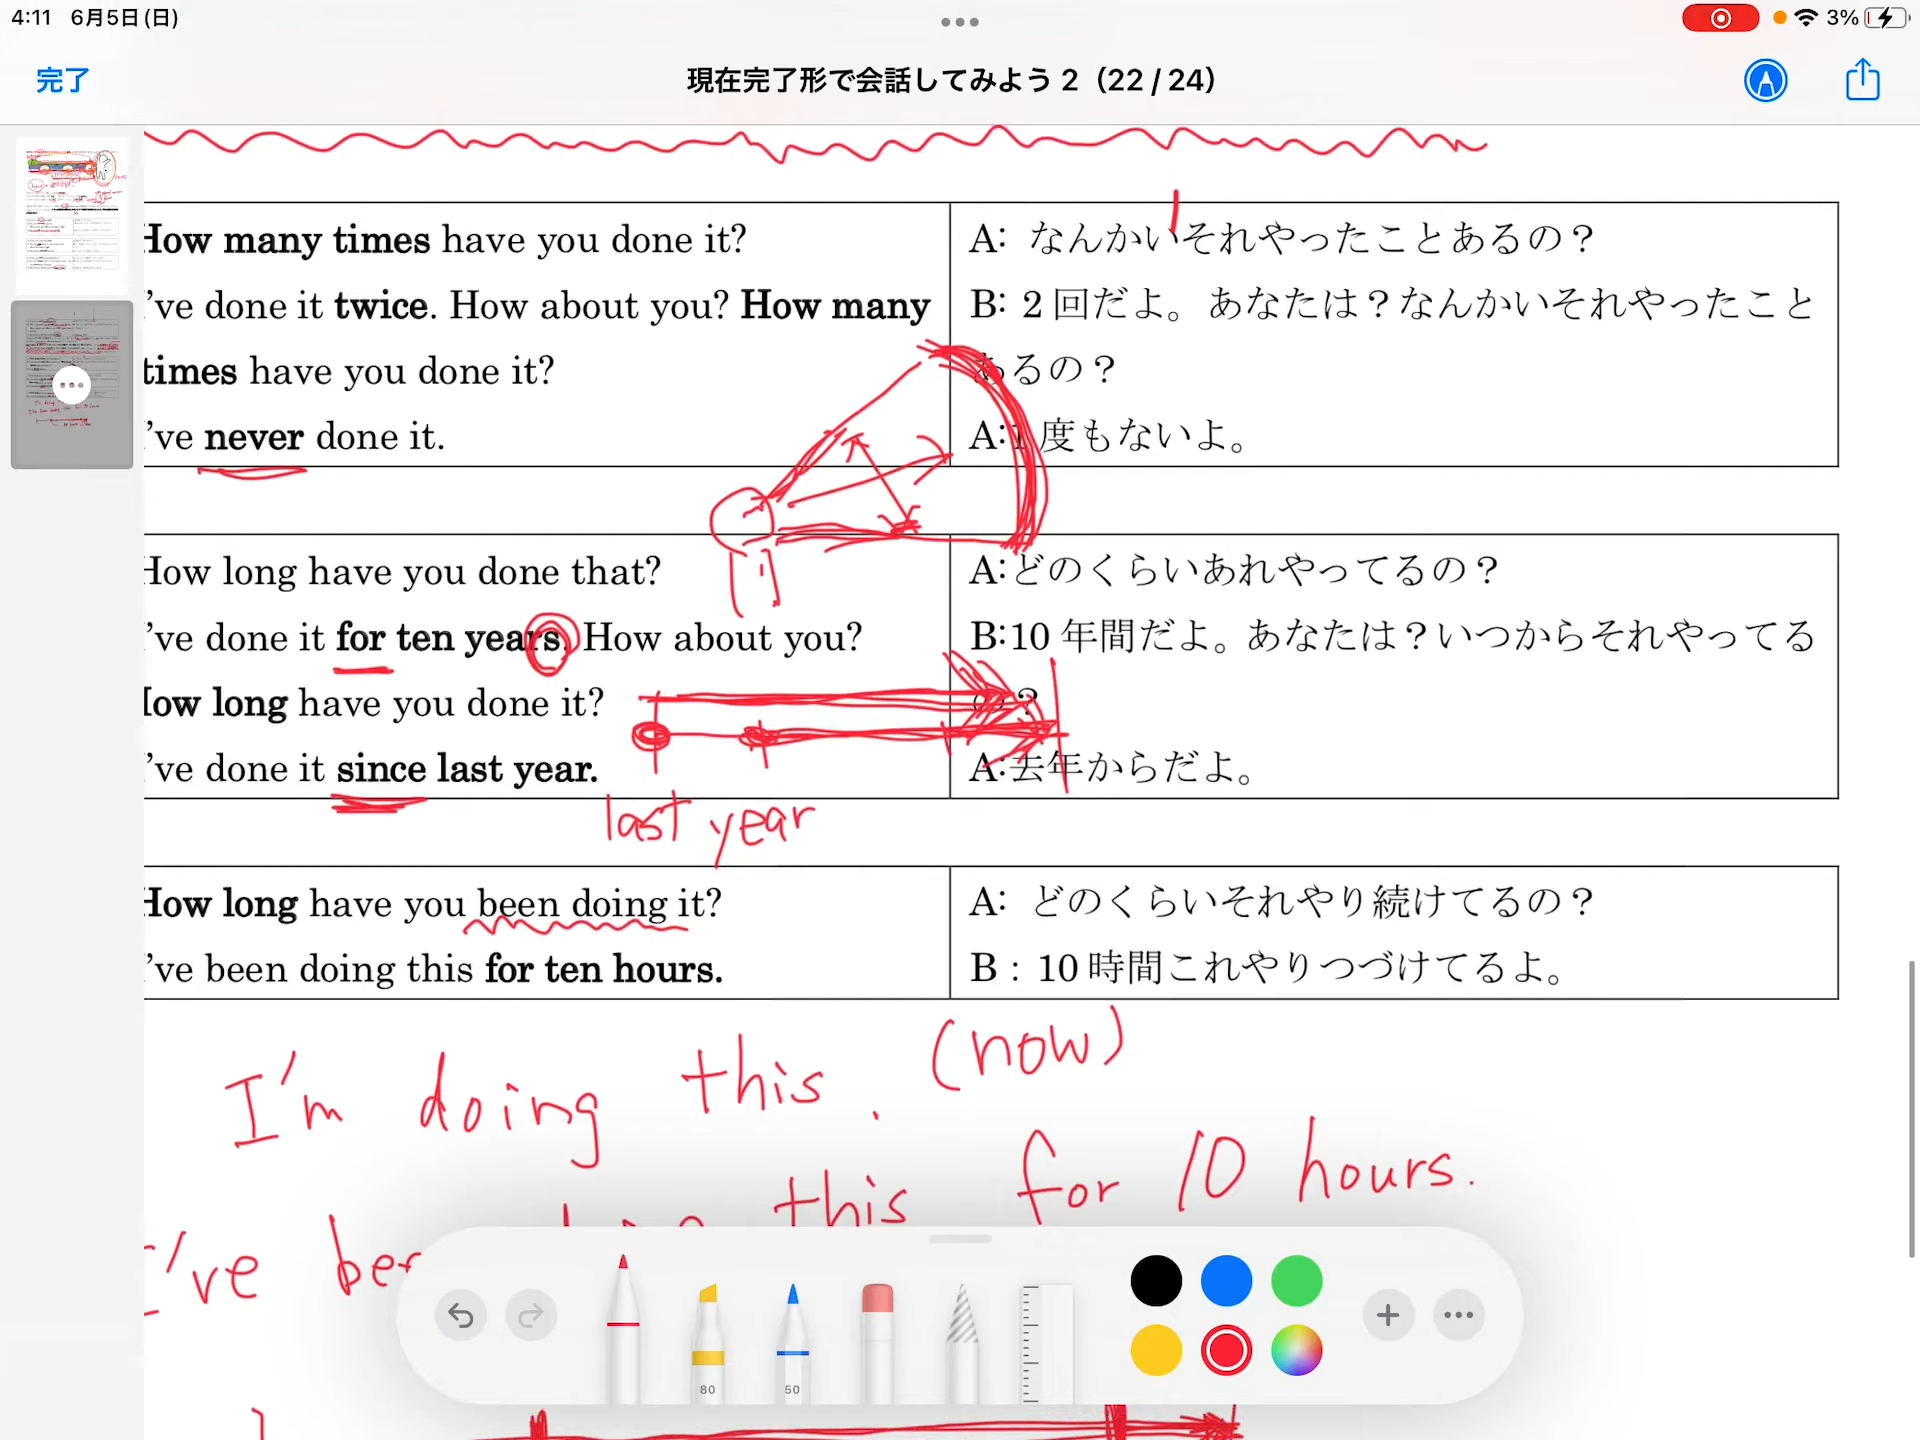 4:11 6月5日(日)
3%
完了
現在完了形で会話してみよう 2（22 / 24）
How many times have you done it?
've done it twice. How about you? How many
times have you done it?
've never done it.
A: なんかいそれやったことあるの？
B: 2 回だよ。あなたは？なんかいそれやったこと
あるの？
A:1 度もないよ。
How long have you done that?
've done it for ten years. How about you?
How long have you done it?
've done it since last year.
A:どのくらいあれやってるの？
B:10 年間だよ。あなたは？いつからそれやってる
の？
A:去年からだよ。
last year
How long have you been doing it?
've been doing this for ten hours.
A: どのくらいそれやり続けてるの？
B : 10 時間これやりつづけてるよ。
I'm doing this. (now)
I've this for 10 hours.
80
50